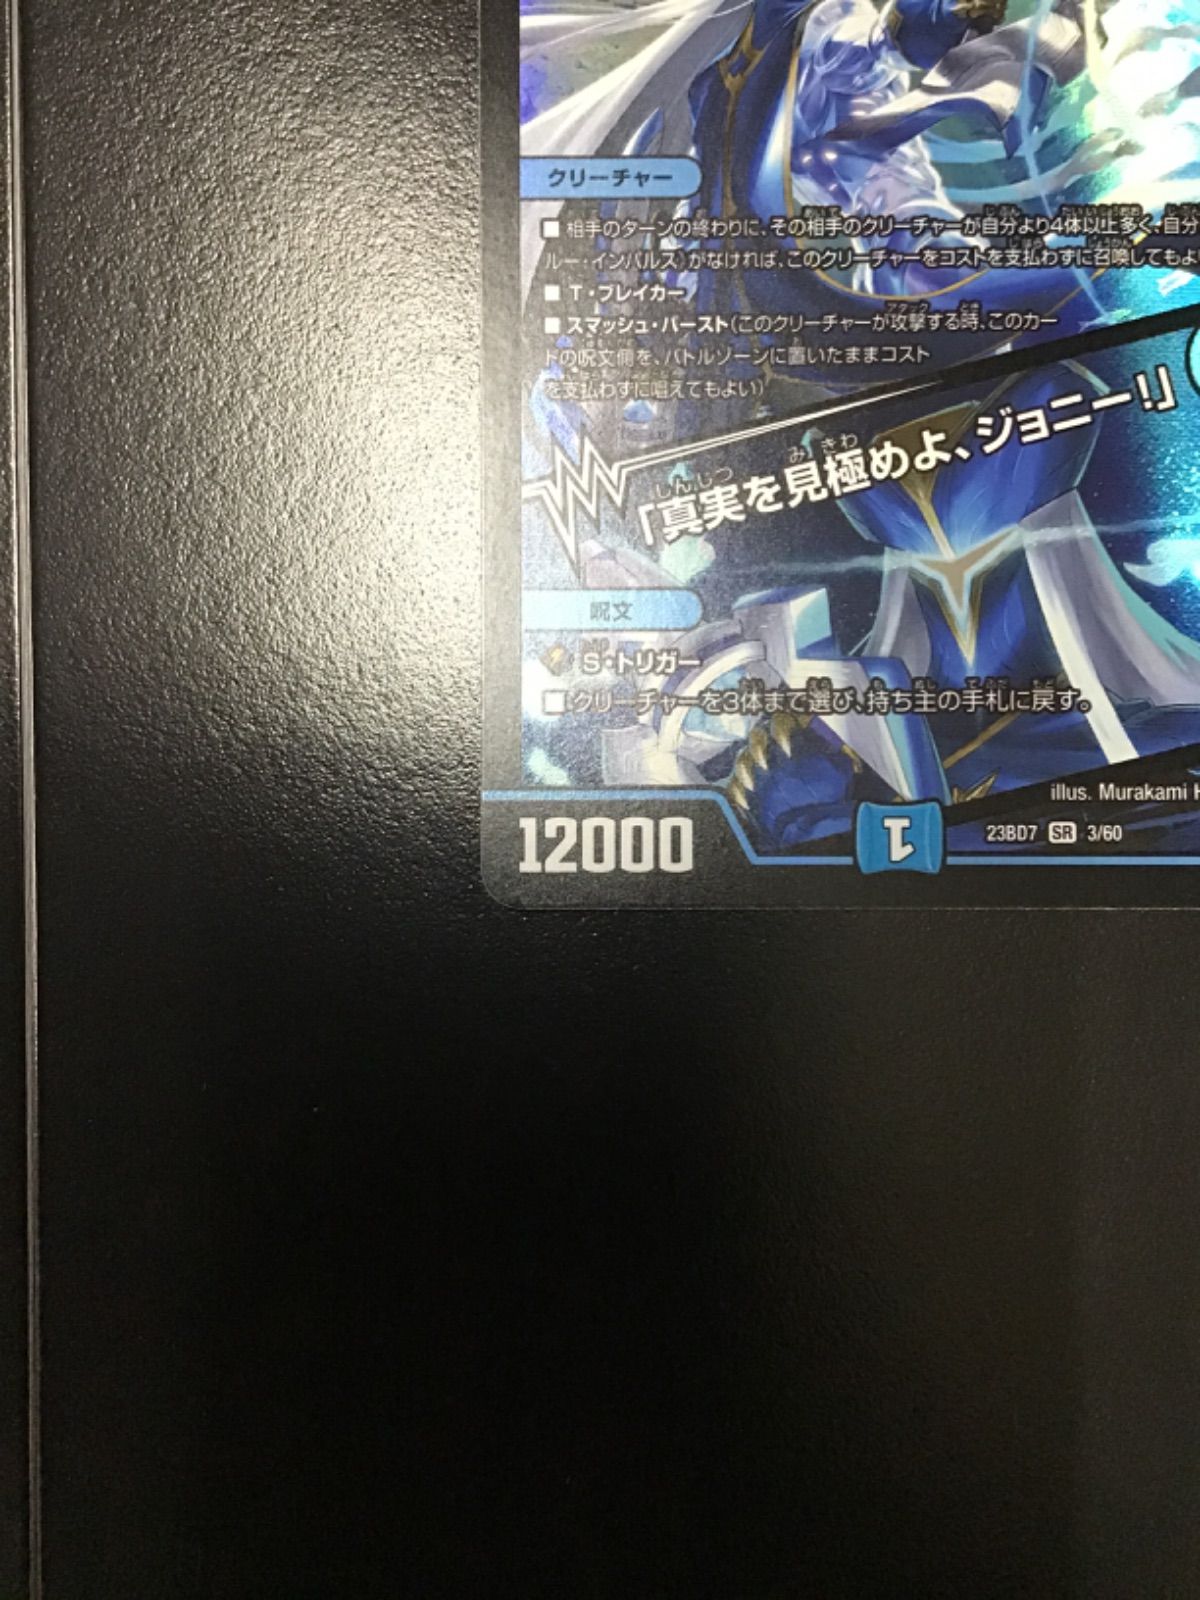 クリーチャー
■相手のターンの終わりに、その相手のクリーチャーが自分より4体以上多く、自分
ルー・インパルス》がなければ、このクリーチャーをコストを支払わずに召喚してもよい
■T・ブレイカー
■スマッシュ・バースト(このクリーチャーが攻撃する時、このカー
ドの呪文側を、バトルゾーンに置いたままコスト
を支払わずに唱えてもよい)
「真実を見極めよ、ジョニー!」
呪文
S・トリガー
■クリーチャーを3体まで選び、持ち主の手札に戻す。
illus. Murakami H
12000
1
23BD7 SR 3/60